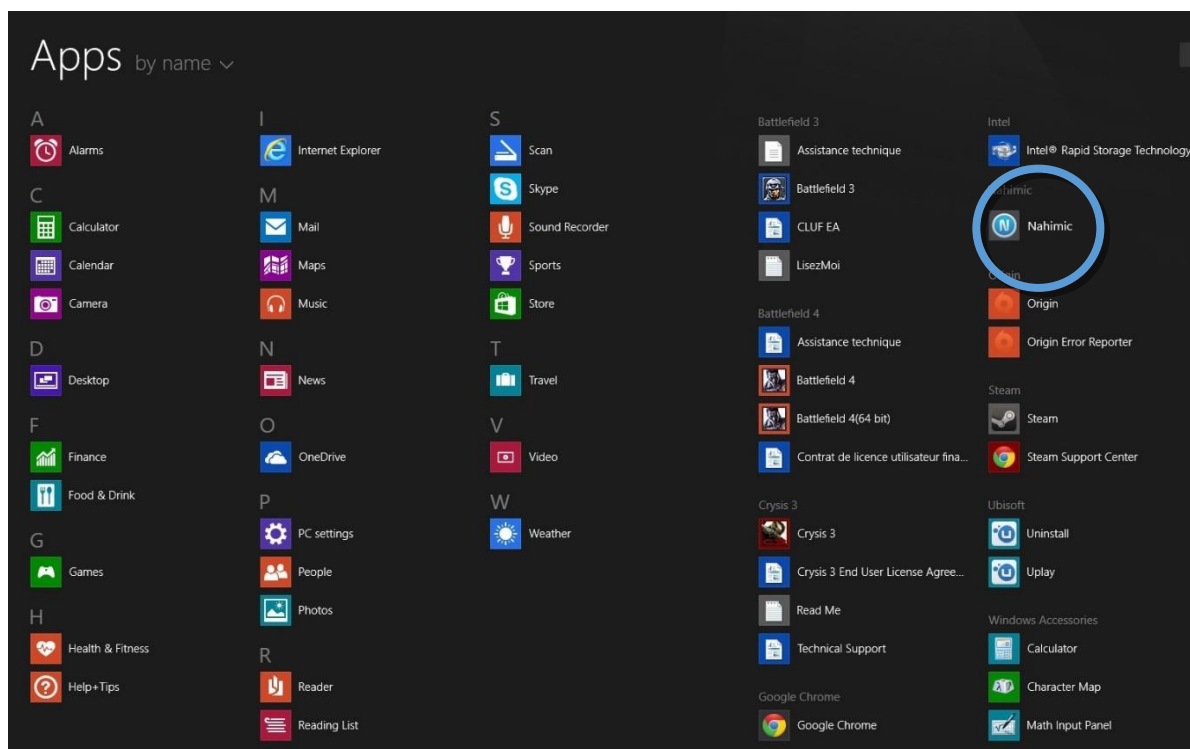 Apps by name
A
Alarms
C
Calculator
Calendar
Camera
D
Desktop
F
Finance
Food & Drink
G
Games
H
Health & Fitness
Help+Tips
I
Internet Explorer
M
Mail
Maps
Music
N
News
O
OneDrive
P
PC settings
People
Photos
R
Reader
Reading List
S
Scan
Skype
Sound Recorder
Sports
Store
T
Travel
V
Video
W
Weather
Battlefield 3
Assistance technique
Battlefield 3
CLUF EA
LisezMoi
Battlefield 4
Assistance technique
Battlefield 4
Battlefield 4(64 bit)
Contrat de licence utilisateur fina...
Crysis 3
Crysis 3
Crysis 3 End User License Agree...
Read Me
Technical Support
Google Chrome
Google Chrome
Intel
Intel® Rapid Storage Technology
Nahimic
Nahimic
Origin
Origin
Origin Error Reporter
Steam
Steam
Steam Support Center
Ubisoft
Uninstall
Uplay
Windows Accessories
Calculator
Character Map
Math Input Panel